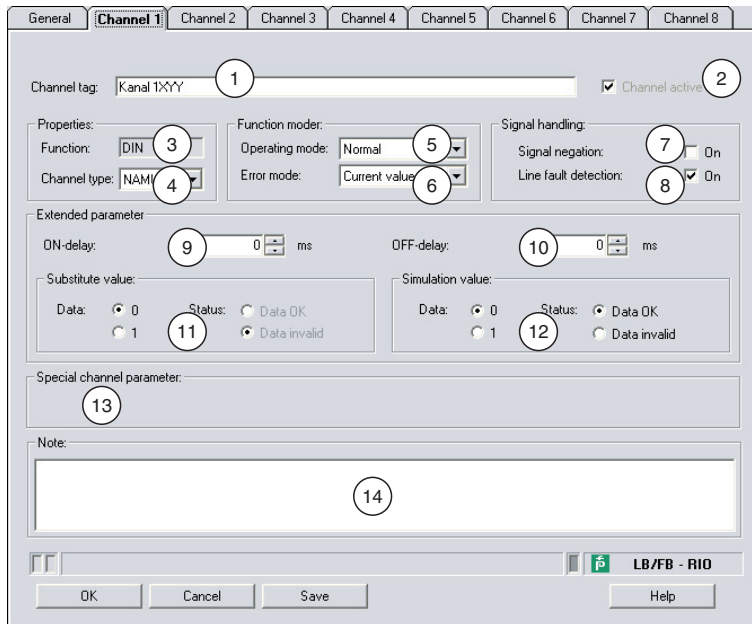 General Channel 1 Channel 2 Channel 3 Channel 4 Channel 5 Channel 6 Channel 7 Channel 8
Channel tag: Kanal 1XYY 1 Channel active 2
Properties: Function moder: Signal handling:
Function: DIN 3 Operating mode: Normal 5 Signal negation: 7 On
Channel type: 4 Error mode: Current value 6 Line fault detection: 8 On
Extended parameter
ON-delay: 9 0 ms OFF-delay: 10 0 ms
Substitute value: Simulation value:
Data: 0 Status: Data OK Data: 0 Status: Data OK
1 11 Data invalid 1 12 Data invalid
Special channel parameter:
13
Note:
14
LB/FB - RIO
OK Cancel Save Help